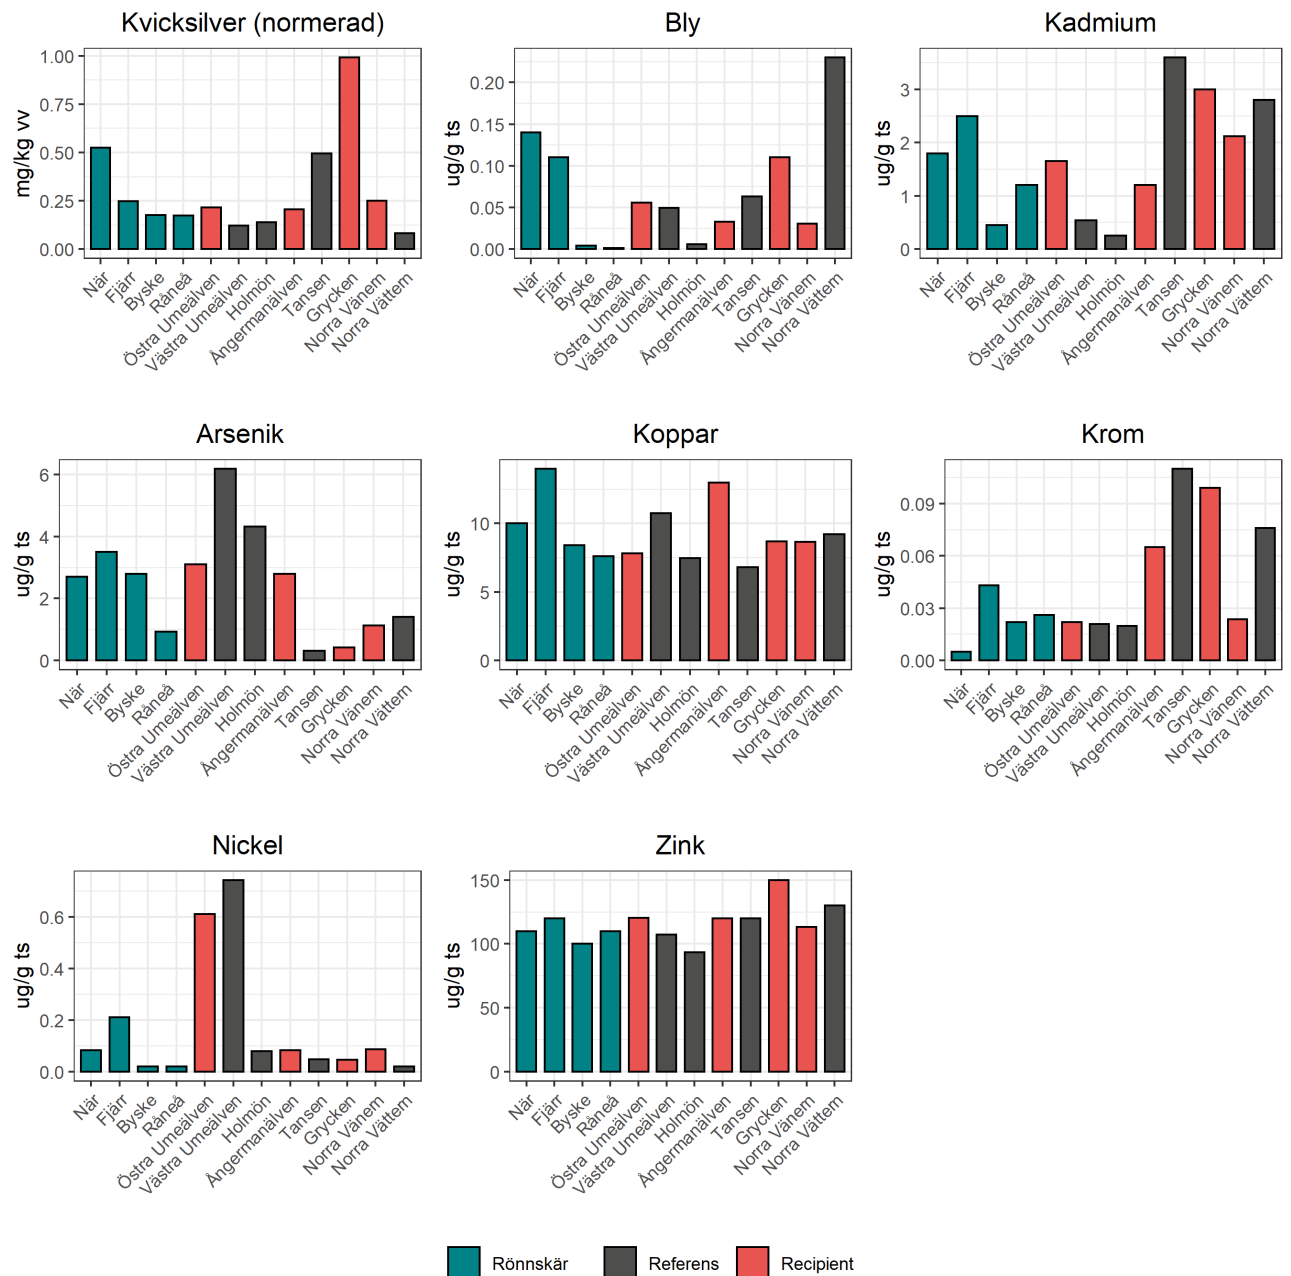 Kvicksilver (normerad)
mg/kg vv
1.00
0.75
0.50
0.25
0.00
När
Fjärr
Byske
Råneå
Östra Umeälven
Västra Umeälven
Holmön
Ångermanälven
Tansen
Grycken
Norra Vänern
Norra Vättern
Bly
ug/g ts
0.20
0.15
0.10
0.05
0.00
När
Fjärr
Byske
Råneå
Östra Umeälven
Västra Umeälven
Holmön
Ångermanälven
Tansen
Grycken
Norra Vänern
Norra Vättern
Kadmium
ug/g ts
3
2
1
0
När
Fjärr
Byske
Råneå
Östra Umeälven
Västra Umeälven
Holmön
Ångermanälven
Tansen
Grycken
Norra Vänern
Norra Vättern
Arsenik
ug/g ts
6
4
2
0
När
Fjärr
Byske
Råneå
Östra Umeälven
Västra Umeälven
Holmön
Ångermanälven
Tansen
Grycken
Norra Vänern
Norra Vättern
Koppar
ug/g ts
10
5
0
När
Fjärr
Byske
Råneå
Östra Umeälven
Västra Umeälven
Holmön
Ångermanälven
Tansen
Grycken
Norra Vänern
Norra Vättern
Krom
ug/g ts
0.09
0.06
0.03
0.00
När
Fjärr
Byske
Råneå
Östra Umeälven
Västra Umeälven
Holmön
Ångermanälven
Tansen
Grycken
Norra Vänern
Norra Vättern
Nickel
ug/g ts
0.6
0.4
0.2
0.0
När
Fjärr
Byske
Råneå
Östra Umeälven
Västra Umeälven
Holmön
Ångermanälven
Tansen
Grycken
Norra Vänern
Norra Vättern
Zink
ug/g ts
150
100
50
0
När
Fjärr
Byske
Råneå
Östra Umeälven
Västra Umeälven
Holmön
Ångermanälven
Tansen
Grycken
Norra Vänern
Norra Vättern
Rönnskär Referens Recipient